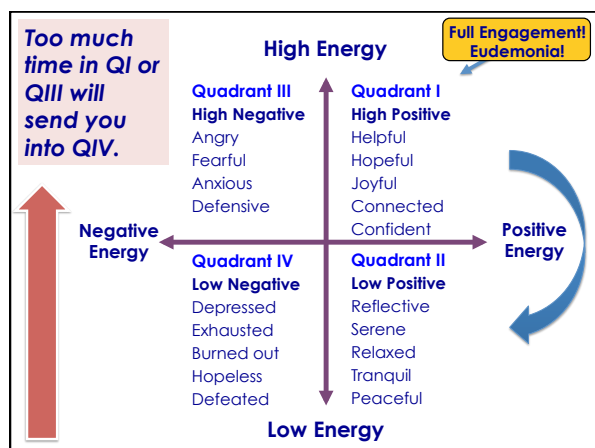 Too much
time in QI or
QIII will
send you
into QIV.
High Energy
Full Engagement!
Eudemonia!
Quadrant III
High Negative
Angry
Fearful
Anxious
Defensive
Quadrant I
High Positive
Helpful
Hopeful
Joyful
Connected
Confident
Negative
Energy
Positive
Energy
Quadrant IV
Low Negative
Depressed
Exhausted
Burned out
Hopeless
Defeated
Quadrant II
Low Positive
Reflective
Serene
Relaxed
Tranquil
Peaceful
Low Energy